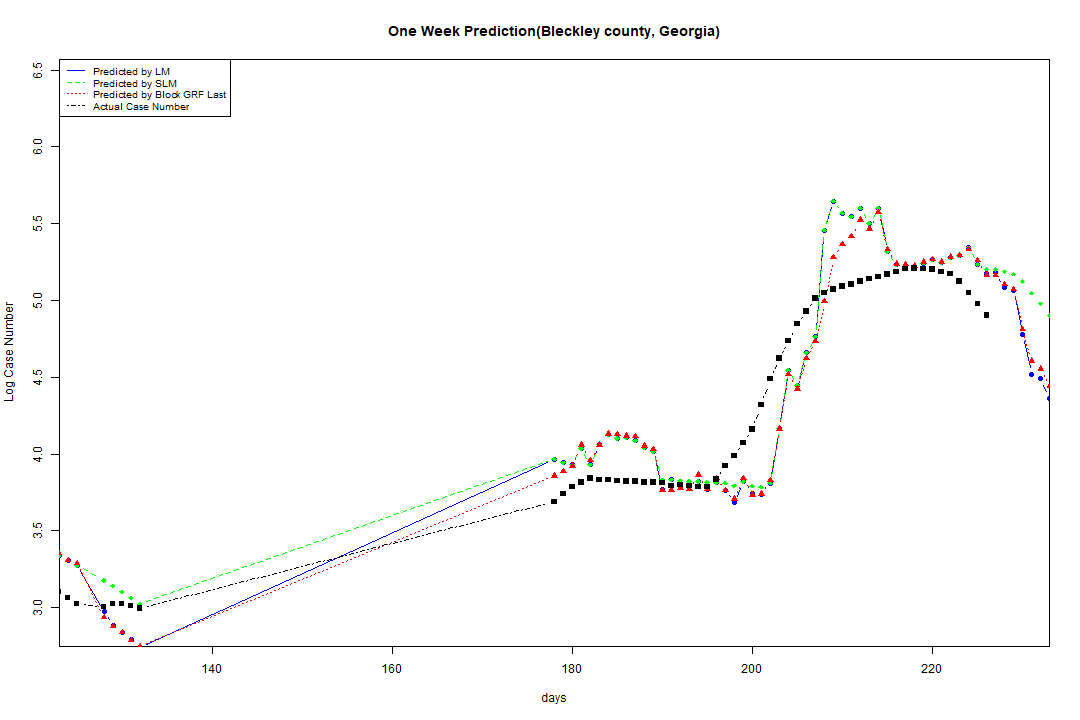 One Week Prediction(Bleckley county, Georgia)
Predicted by LM
Predicted by SLM
Predicted by Block GRF Last
Actual Case Number
6.5
6.0
5.5
5.0
4.5
4.0
3.5
3.0
Log Case Number
140 160 180 200 220
days